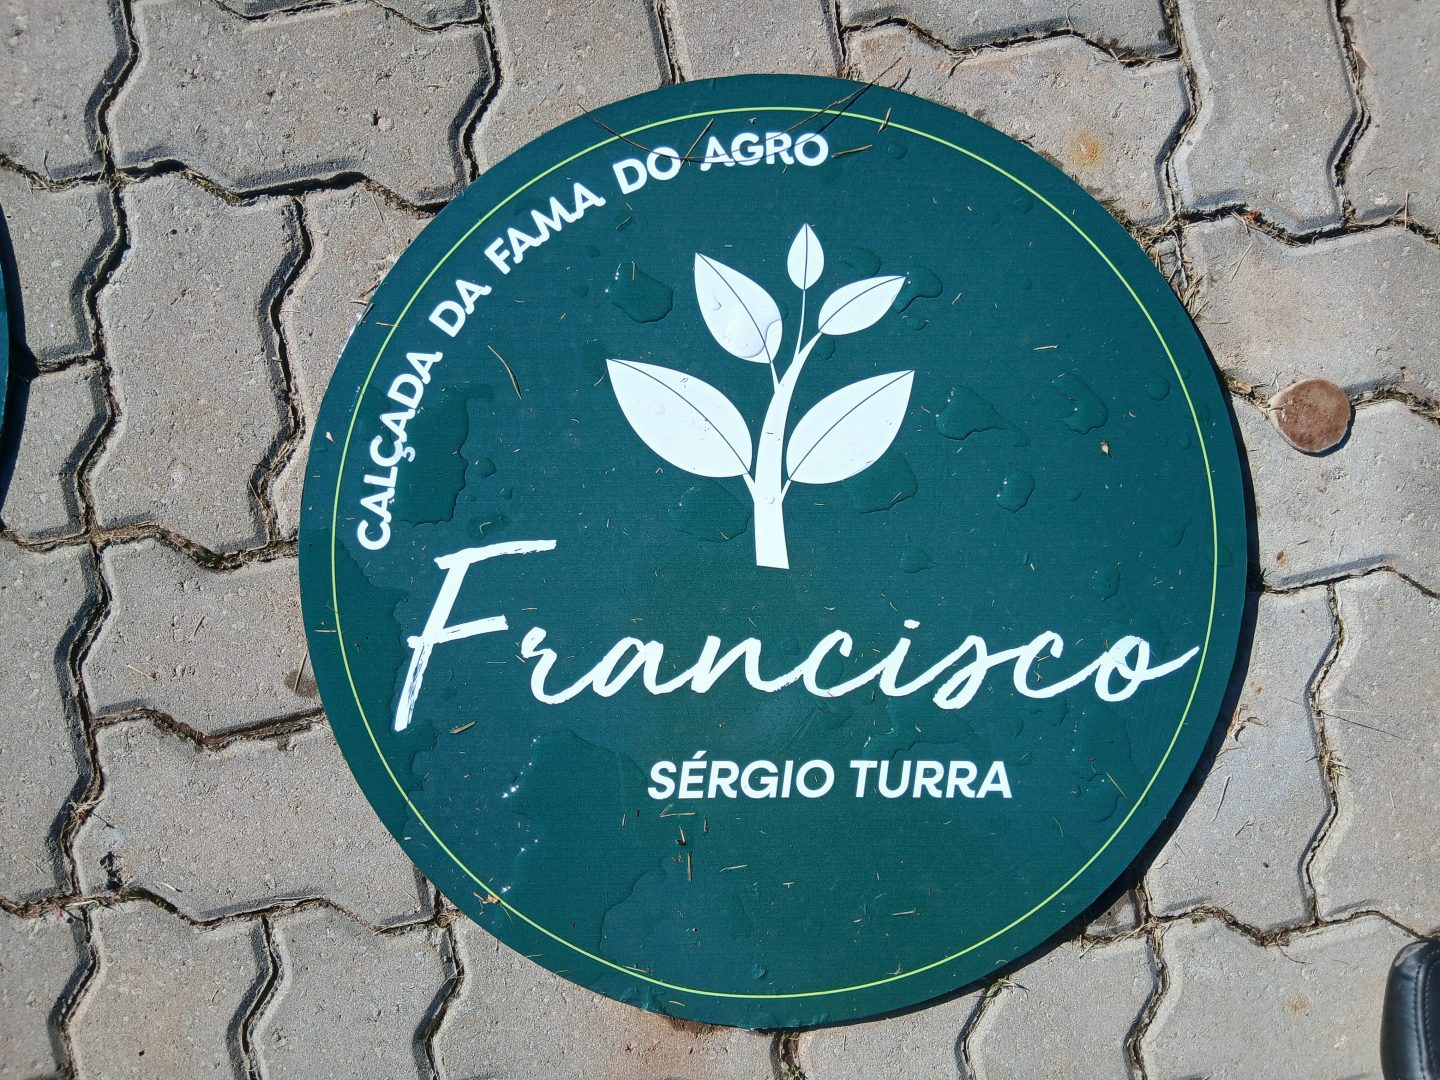 CALÇADA DA FAMA DO AGRO
Francisco
SÉRGIO TURRA